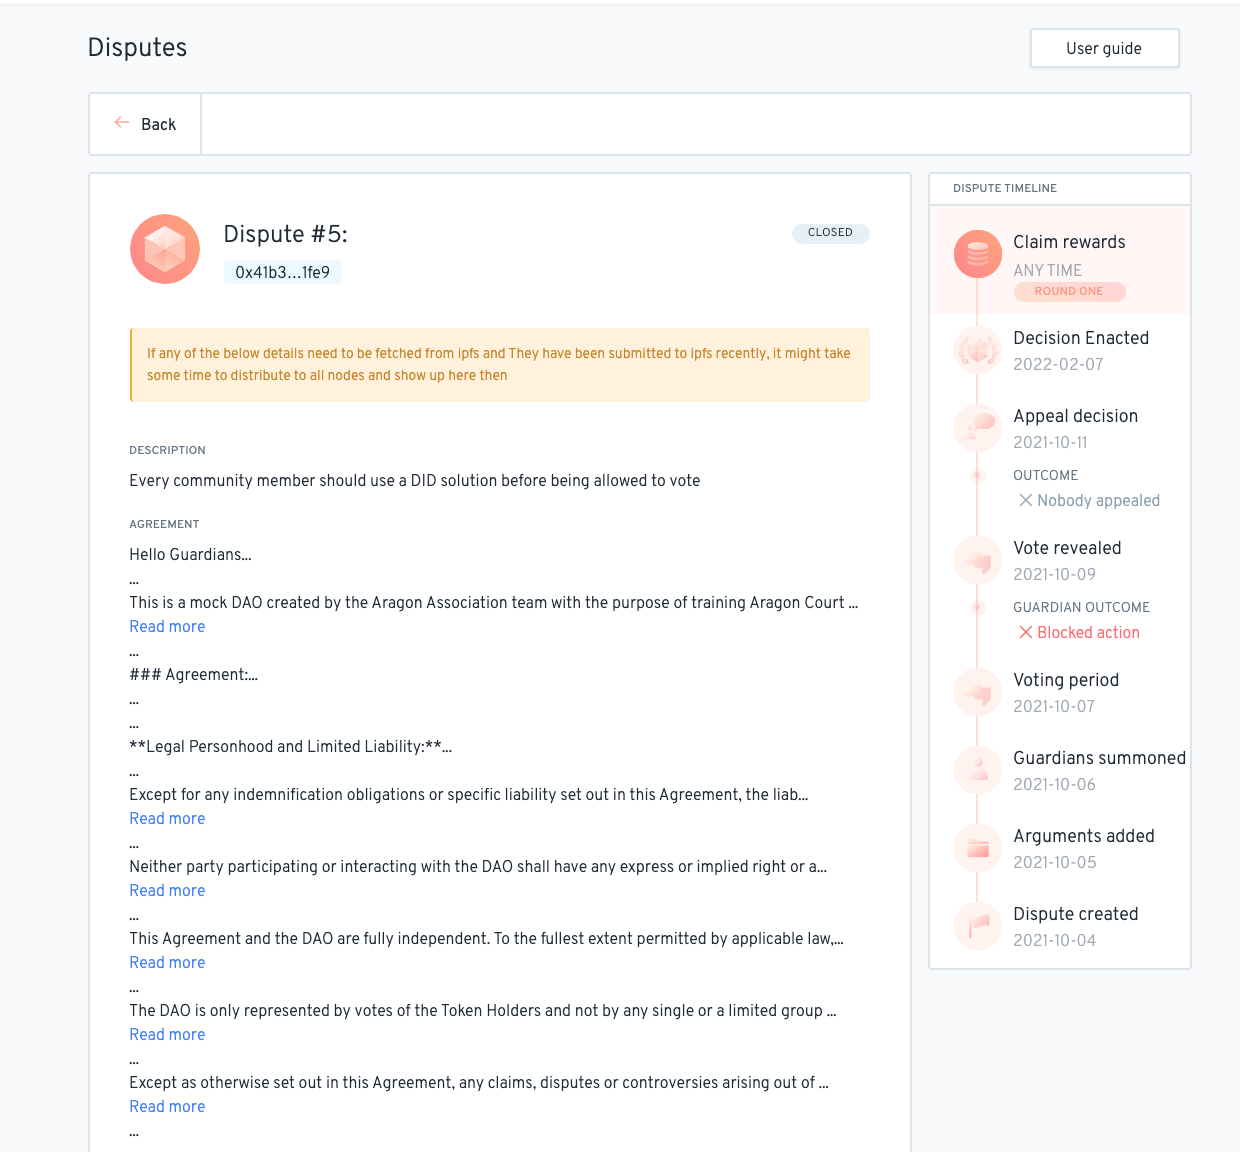 Disputes
User guide
Back
Dispute #5:
CLOSED
0x41b3...1fe9
If any of the below details need to be fetched from ipfs and They have been submitted to ipfs recently, it might take
some time to distribute to all nodes and show up here then
DESCRIPTION
Every community member should use a DID solution before being allowed to vote
AGREEMENT
Hello Guardians...
...
This is a mock DAO created by the Aragon Association team with the purpose of training Aragon Court ...
Read more
...
### Agreement:...
...
...
**Legal Personhood and Limited Liability:**...
...
Except for any indemnification obligations or specific liability set out in this Agreement, the liab...
Read more
...
Neither party participating or interacting with the DAO shall have any express or implied right or a...
Read more
...
This Agreement and the DAO are fully independent. To the fullest extent permitted by applicable law,...
Read more
...
The DAO is only represented by votes of the Token Holders and not by any single or a limited group ...
Read more
...
Except as otherwise set out in this Agreement, any claims, disputes or controversies arising out of ...
Read more
...
DISPUTE TIMELINE
Claim rewards
ANY TIME
ROUND ONE
Decision Enacted
2022-02-07
Appeal decision
2021-10-11
OUTCOME
Nobody appealed
Vote revealed
2021-10-09
GUARDIAN OUTCOME
Blocked action
Voting period
2021-10-07
Guardians summoned
2021-10-06
Arguments added
2021-10-05
Dispute created
2021-10-04